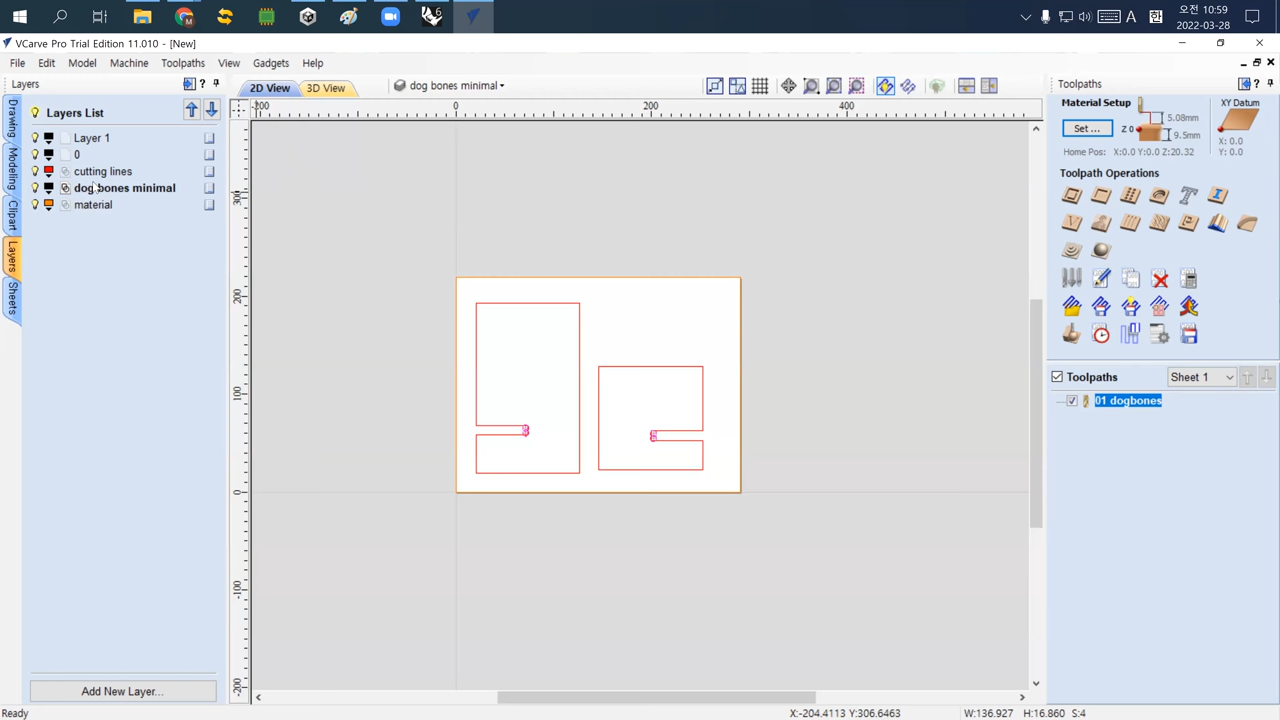 6
A
한
오전 10:59
2022-03-28
VCarve Pro Trial Edition 11.010 - [New]
File Edit Model Machine Toolpaths View Gadgets Help
Layers
?
2D View
3D View
dog bones minimal
Toolpaths
?
Drawing
Modeling
Clipart
Layers
Sheets
Layers List
Layer 1
0
cutting lines
dog bones minimal
material
Add New Layer...
-200 0 200 400
300
200
100
0
-100
-200
Material Setup
Set ...
Z 0
5.08mm
9.5mm
XY Datum
X: 0.0
Y: 0.0
Home Pos: X:0.0 Y:0.0 Z:20.32
Toolpath Operations
Toolpaths
Sheet 1
01 dogbones
Ready
X:-204.4113 Y:306.6463
W:136.927 H:16.860 S:4